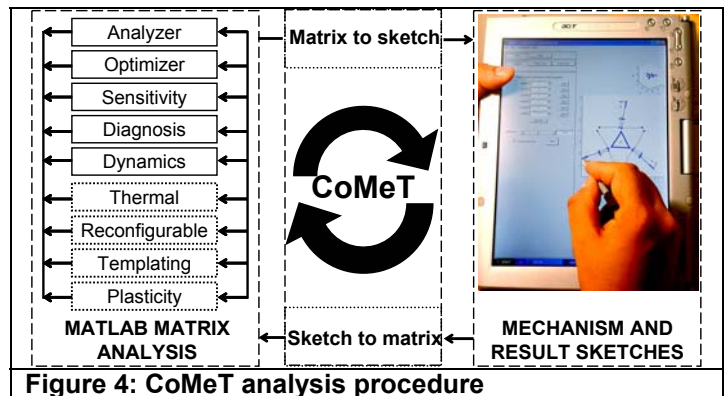 Analyzer
Optimizer
Sensitivity
Diagnosis
Dynamics
Thermal
Reconfigurable
Templating
Plasticity
MATLAB MATRIX
ANALYSIS
Matrix to sketch
CoMeT
Sketch to matrix
acer
MECHANISM AND
RESULT SKETCHES
Figure 4: CoMeT analysis procedure